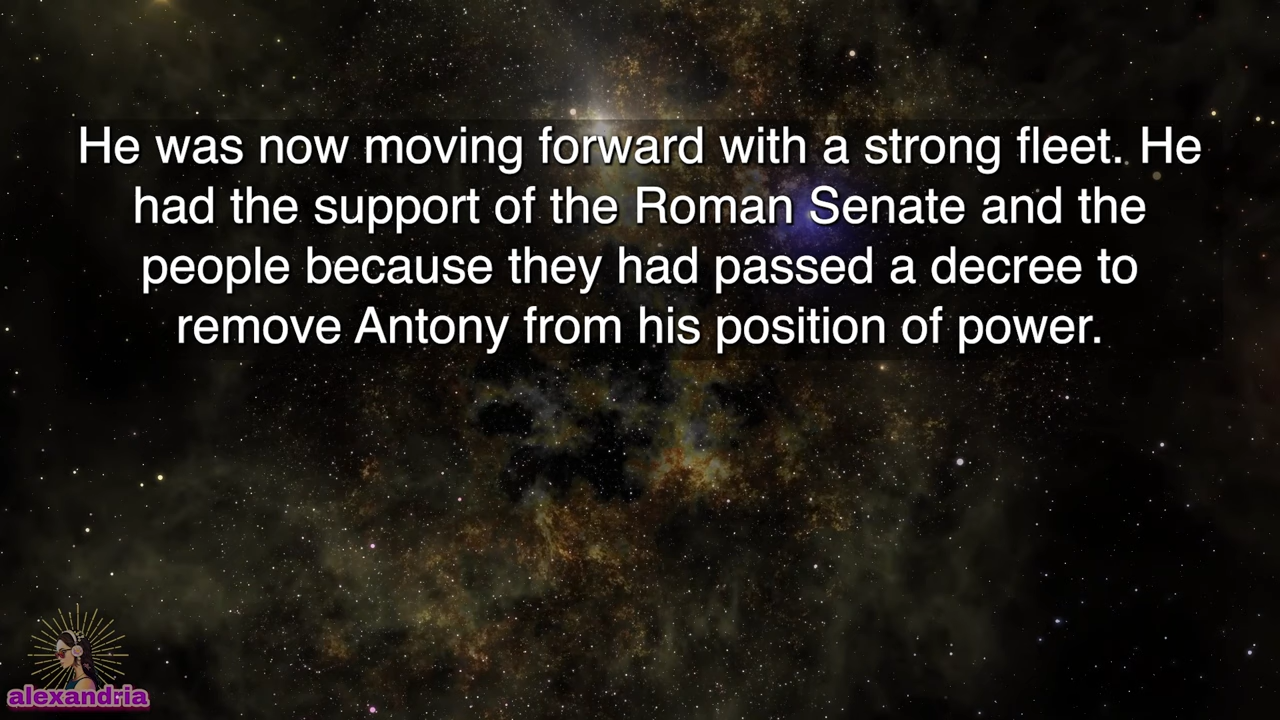 He was now moving forward with a strong fleet. He
had the support of the Roman Senate and the
people because they had passed a decree to
remove Antony from his position of power.
alexandria